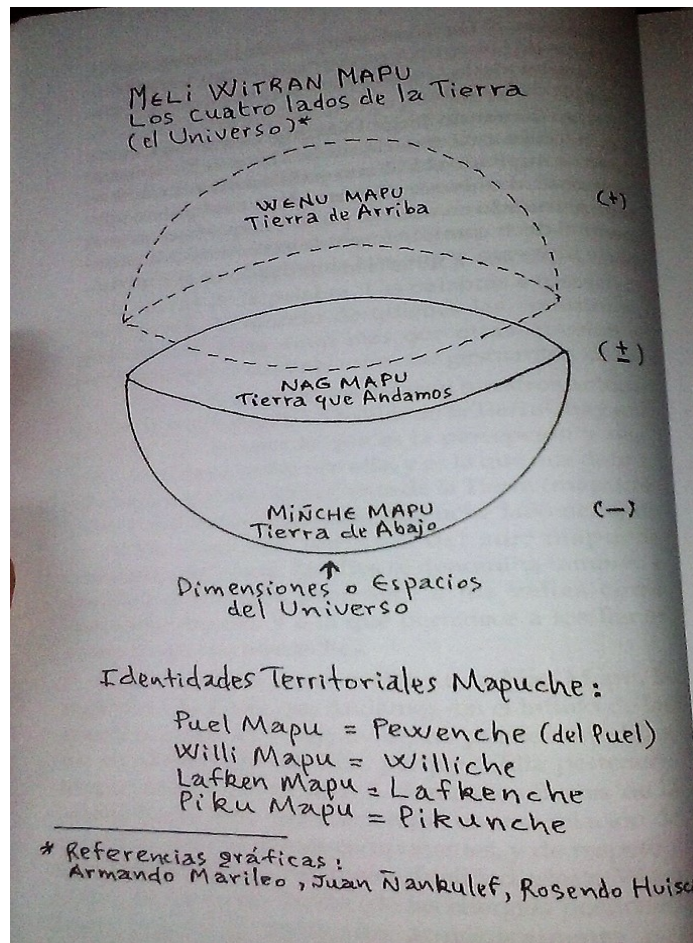 MELI WITRAN MAPU
Los cuatro lados de la Tierra
(el Universo)*
WENU MAPU
Tierra de Arriba
(+)
(±)
NAG MAPU
Tierra que Andamos
MIÑCHE MAPU
Tierra de Abajo
(−)
Dimensiones o Espacios
del Universo
Identidades Territoriales Mapuche:
Puel Mapu = Pewenche (del Puel)
Willi Mapu = Williche
Lafken Mapu = Lafkenche
Piku Mapu = Pikunche
* Referencias gráficas:
Armando Marileo, Juan Ñankulef, Rosendo